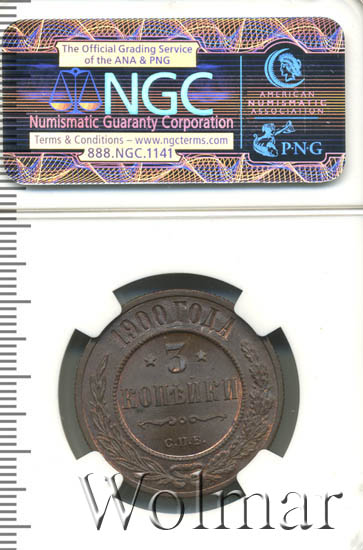 The Official Grading Service
of the ANA & PNG
NGC
Numismatic Guaranty Corporation
Terms & Conditions – www.ngcterms.com
888.NGC.1141
AMERICAN
NUMISMATIC
ASSOCIATION
PNG
1900 ГОДА
3
КОПѢЙКИ
С.П.Б.
Wolmar